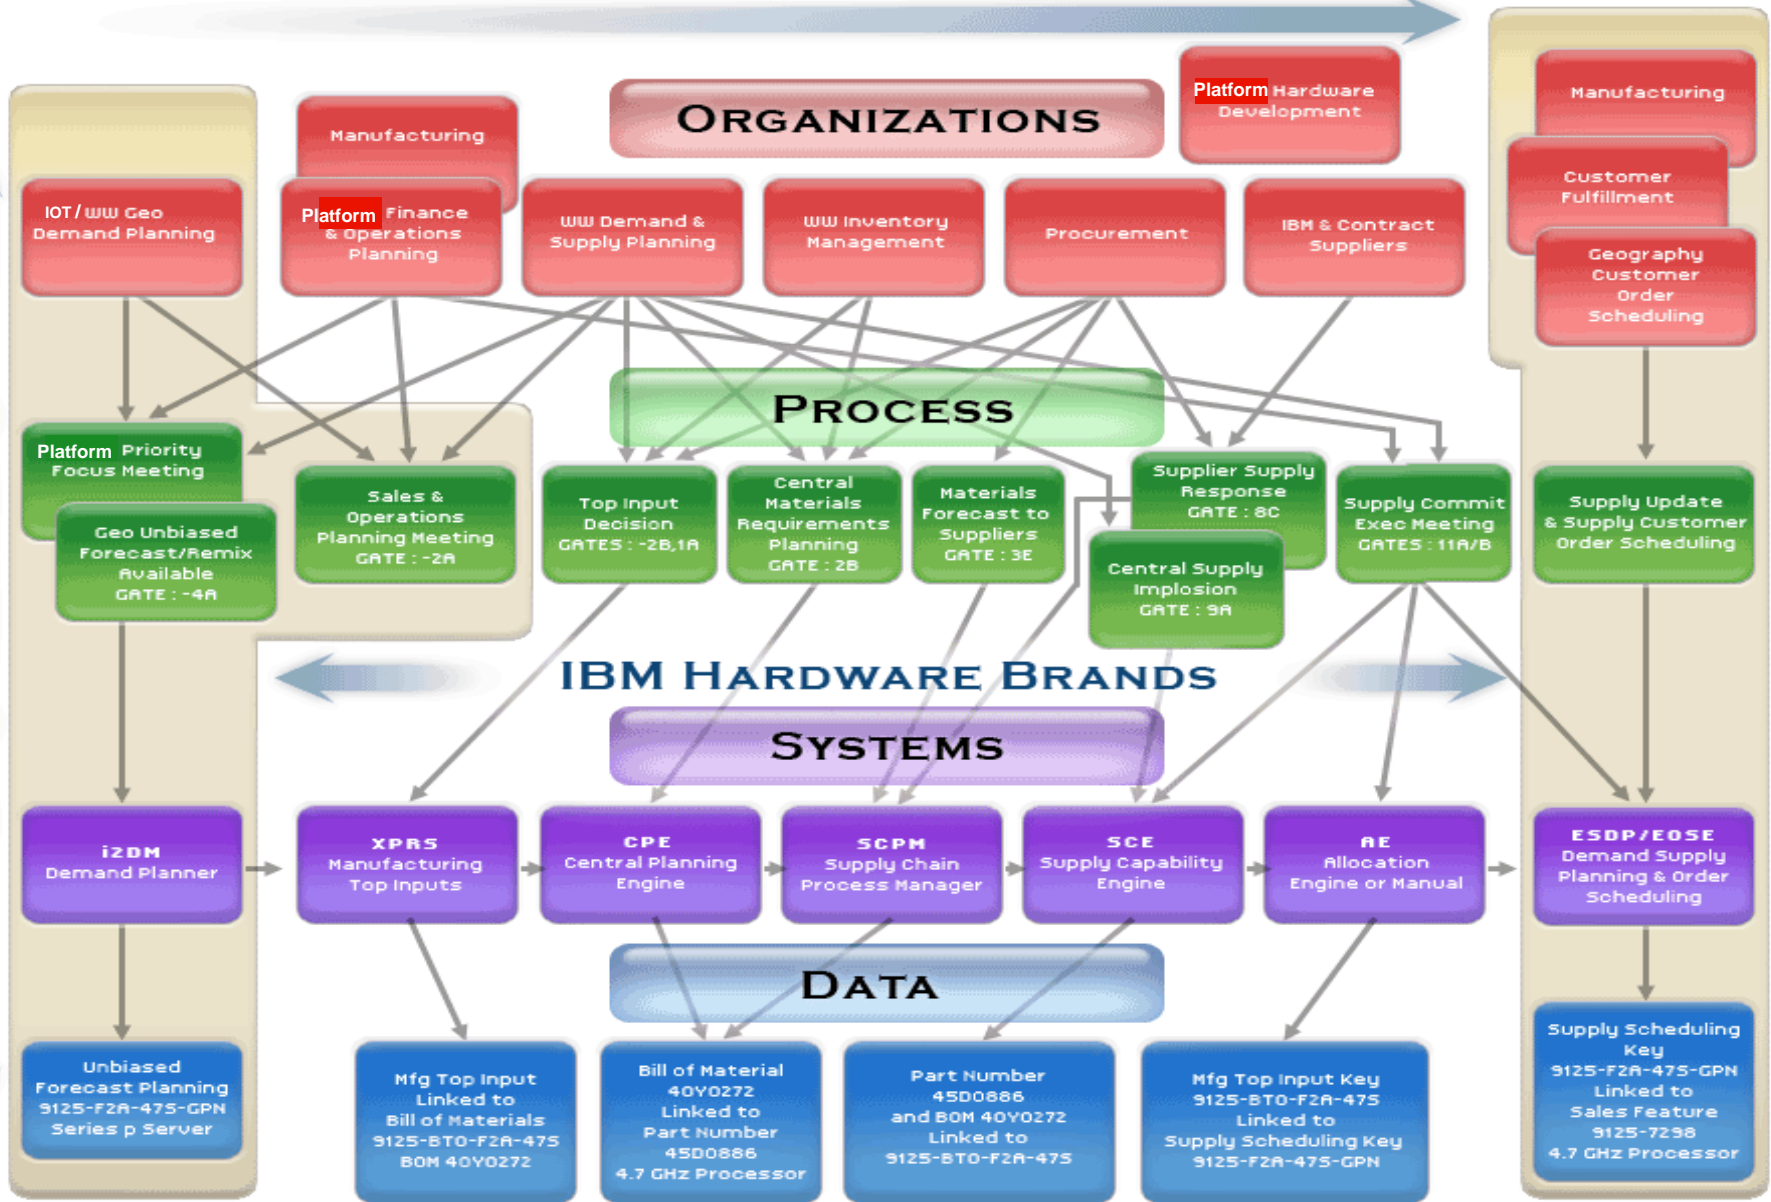 ORGANIZATIONS
Platform Hardware
Development
Manufacturing
Manufacturing
Customer
Fulfillment
Geography
Customer
Order
Scheduling
IOT / WW Geo
Demand Planning
Platform Finance
& Operations
Planning
WW Demand &
Supply Planning
WW Inventory
Management
Procurement
IBM & Contract
Suppliers
PROCESS
Platform Priority
Focus Meeting
Geo Unbiased
Forecast/Remix
Available
GATE : -4A
Sales &
Operations
Planning Meeting
GATE : -2A
Top Input
Decision
GATES : -2B,1A
Central
Materials
Requirements
Planning
GATE : 2B
Materials
Forecast to
Suppliers
GATE : 3E
Supplier Supply
Response
GATE : 8C
Central Supply
Implosion
GATE : 9A
Supply Commit
Exec Meeting
GATES : 11A/B
Supply Update
& Supply Customer
Order Scheduling
IBM HARDWARE BRANDS
SYSTEMS
i2DM
Demand Planner
XPRS
Manufacturing
Top Inputs
CPE
Central Planning
Engine
SCPM
Supply Chain
Process Manager
SCE
Supply Capability
Engine
AE
Allocation
Engine or Manual
ESDP/EOSE
Demand Supply
Planning & Order
Scheduling
DATA
Unbiased
Forecast Planning
9125-F2A-47S-GPN
Series p Server
Mfg Top Input
Linked to
Bill of Materials
9125-BTO-F2A-47S
BOM 40Y0272
Bill of Material
40Y0272
Linked to
Part Number
45D0886
4.7 GHz Processor
Part Number
45D0886
and BOM 40Y0272
Linked to
9125-BTO-F2A-47S
Mfg Top Input Key
9125-BTO-F2A-47S
Linked to
Supply Scheduling Key
9125-F2A-47S-GPN
Supply Scheduling
Key
9125-F2A-47S-GPN
Linked to
Sales Feature
9125-7298
4.7 GHz Processor